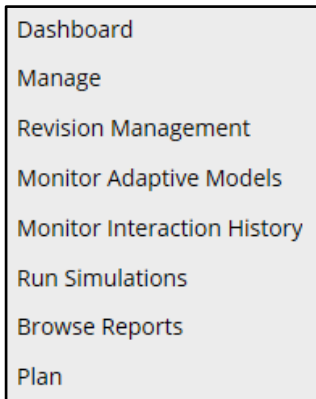 Dashboard
Manage
Revision Management
Monitor Adaptive Models
Monitor Interaction History
Run Simulations
Browse Reports
Plan